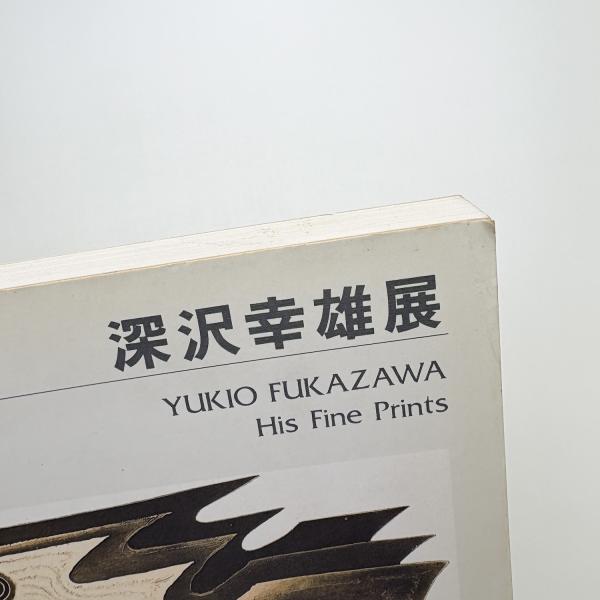 深沢幸雄展
YUKIO FUKAZAWA
His Fine Prints